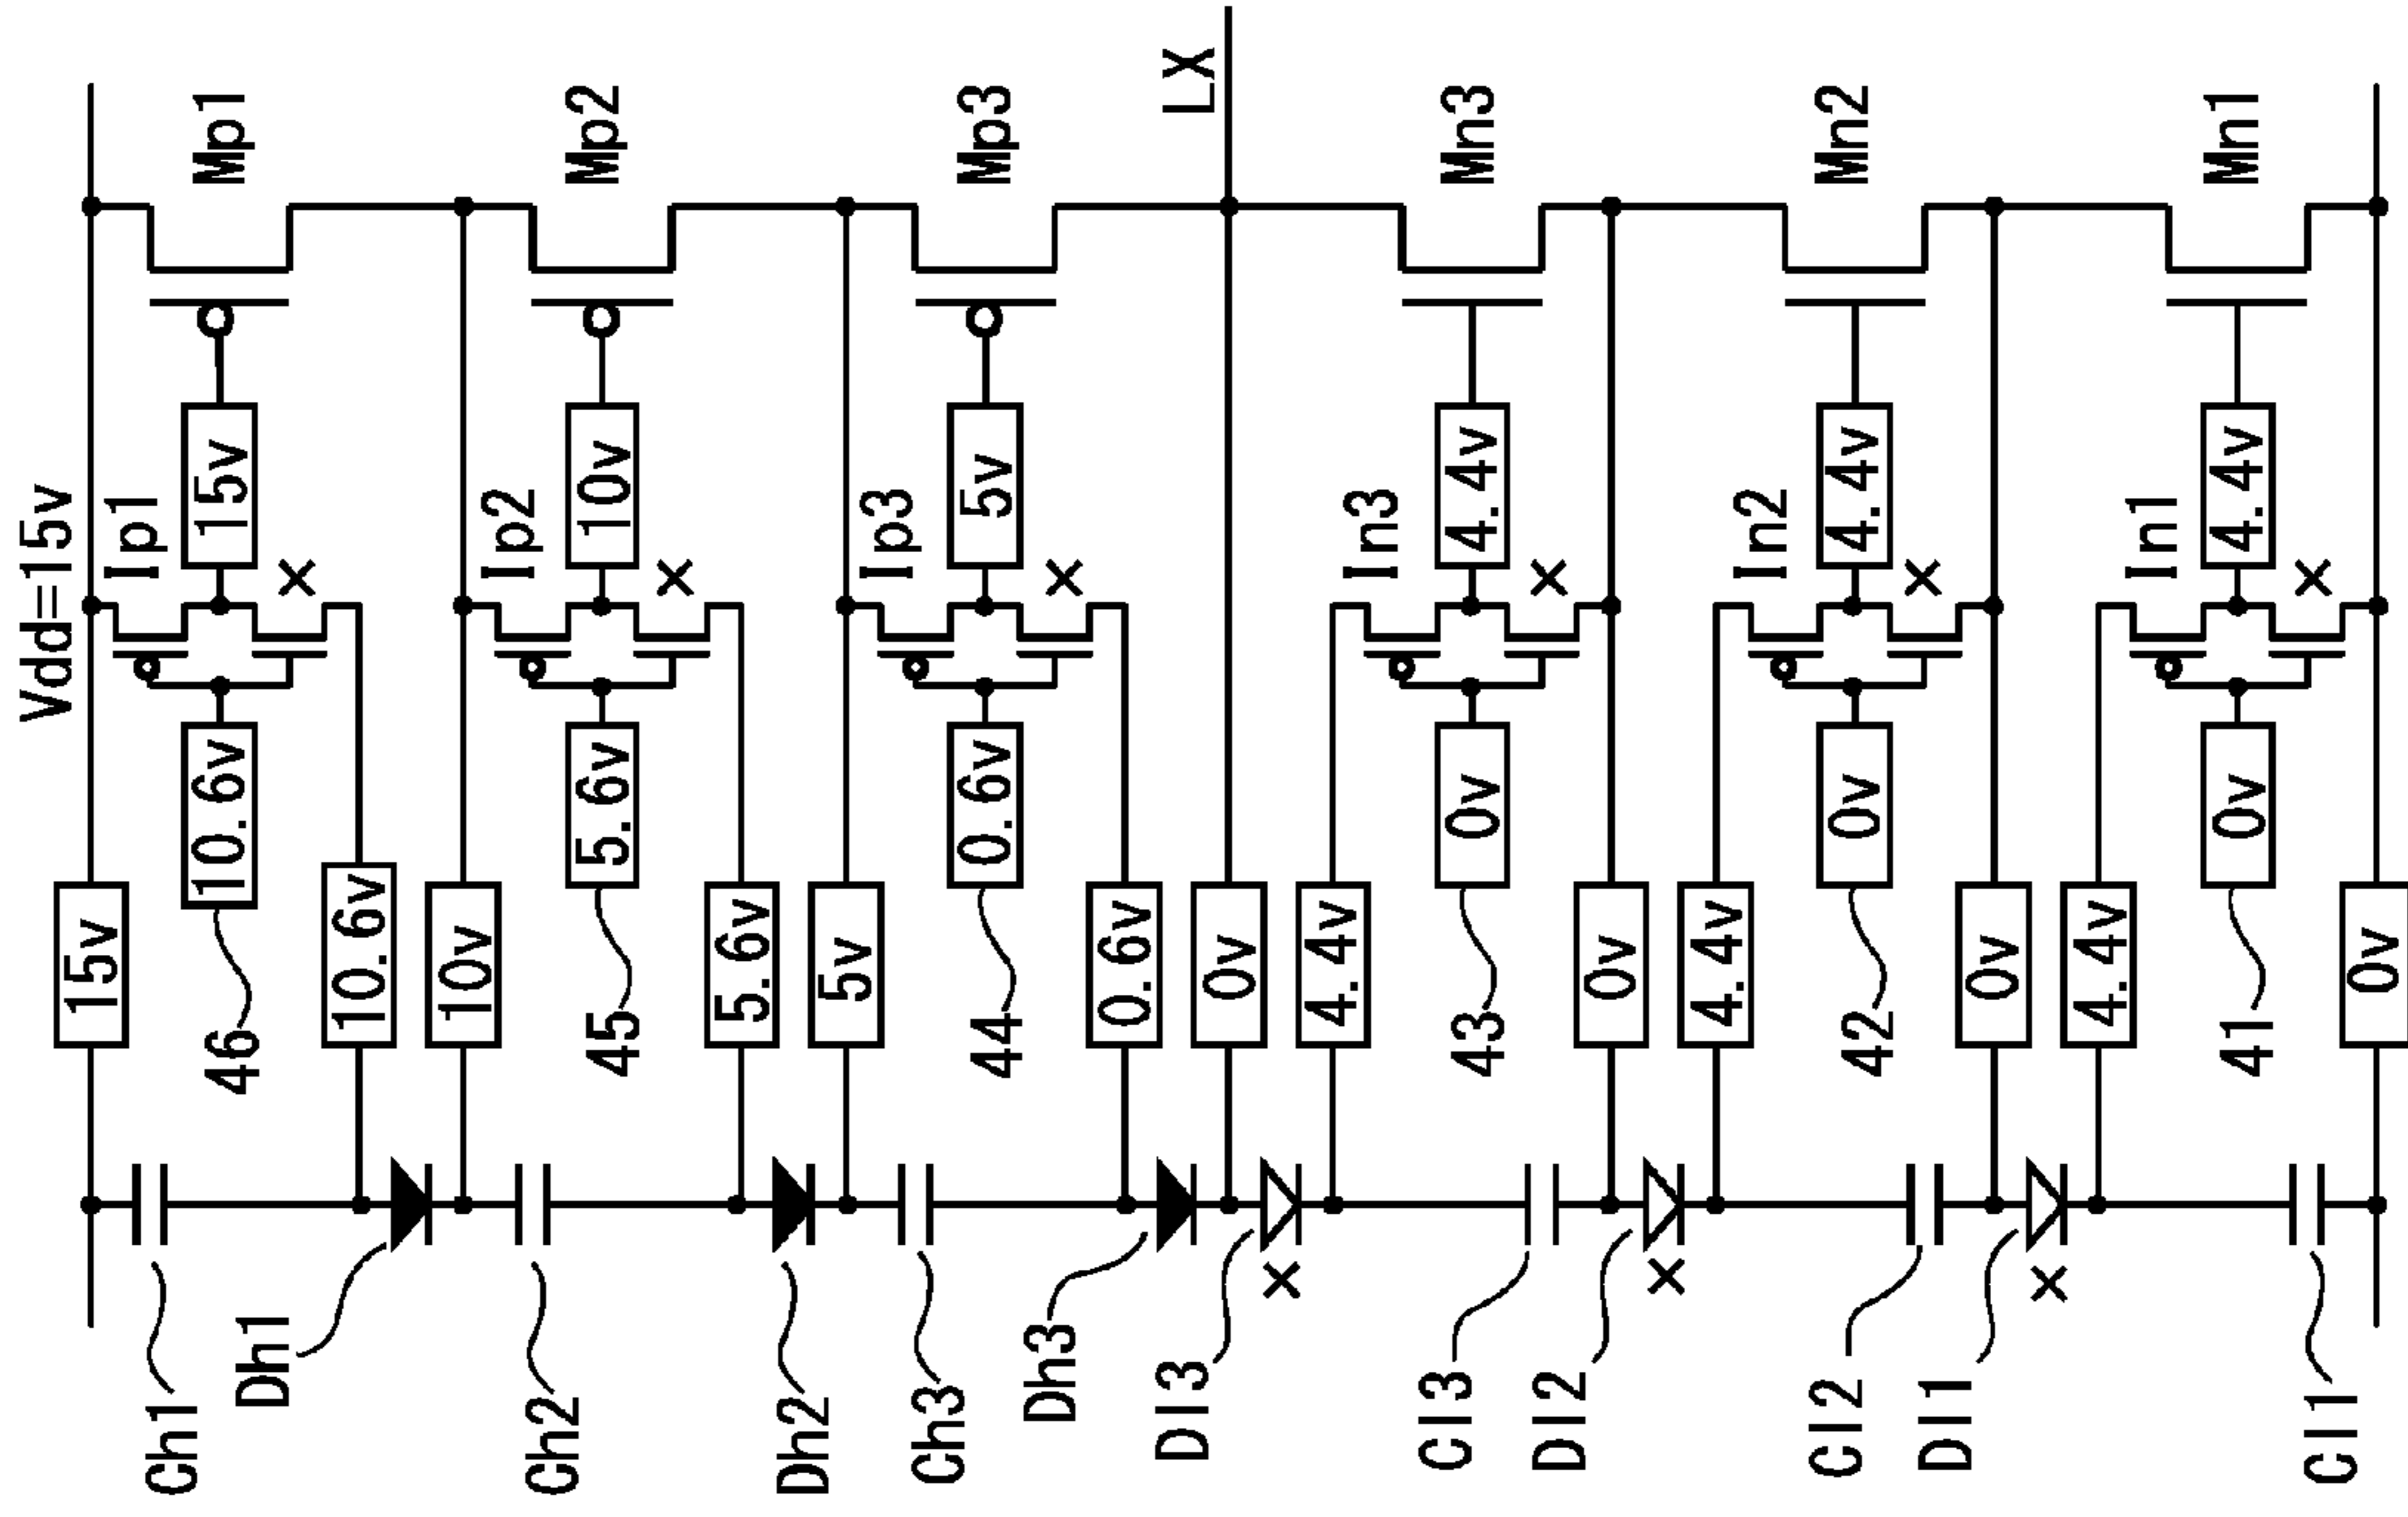 Vdd=15v
Ch1
15v
46
10.6v
Ip1
15v
×
Mp1
Dh1
10.6v
Ch2
10v
45
5.6v
Ip2
10v
×
Mp2
Dh2
5.6v
Ch3
5v
44
0.6v
Ip3
5v
×
Mp3
Dh3
0.6v
0v
LX
Dl3
×
4.4v
Cl3
43
0v
In3
4.4v
×
Mn3
Dl2
×
0v
4.4v
Cl2
42
0v
In2
4.4v
×
Mn2
Dl1
×
0v
4.4v
Cl1
41
0v
In1
4.4v
×
Mn1
0v